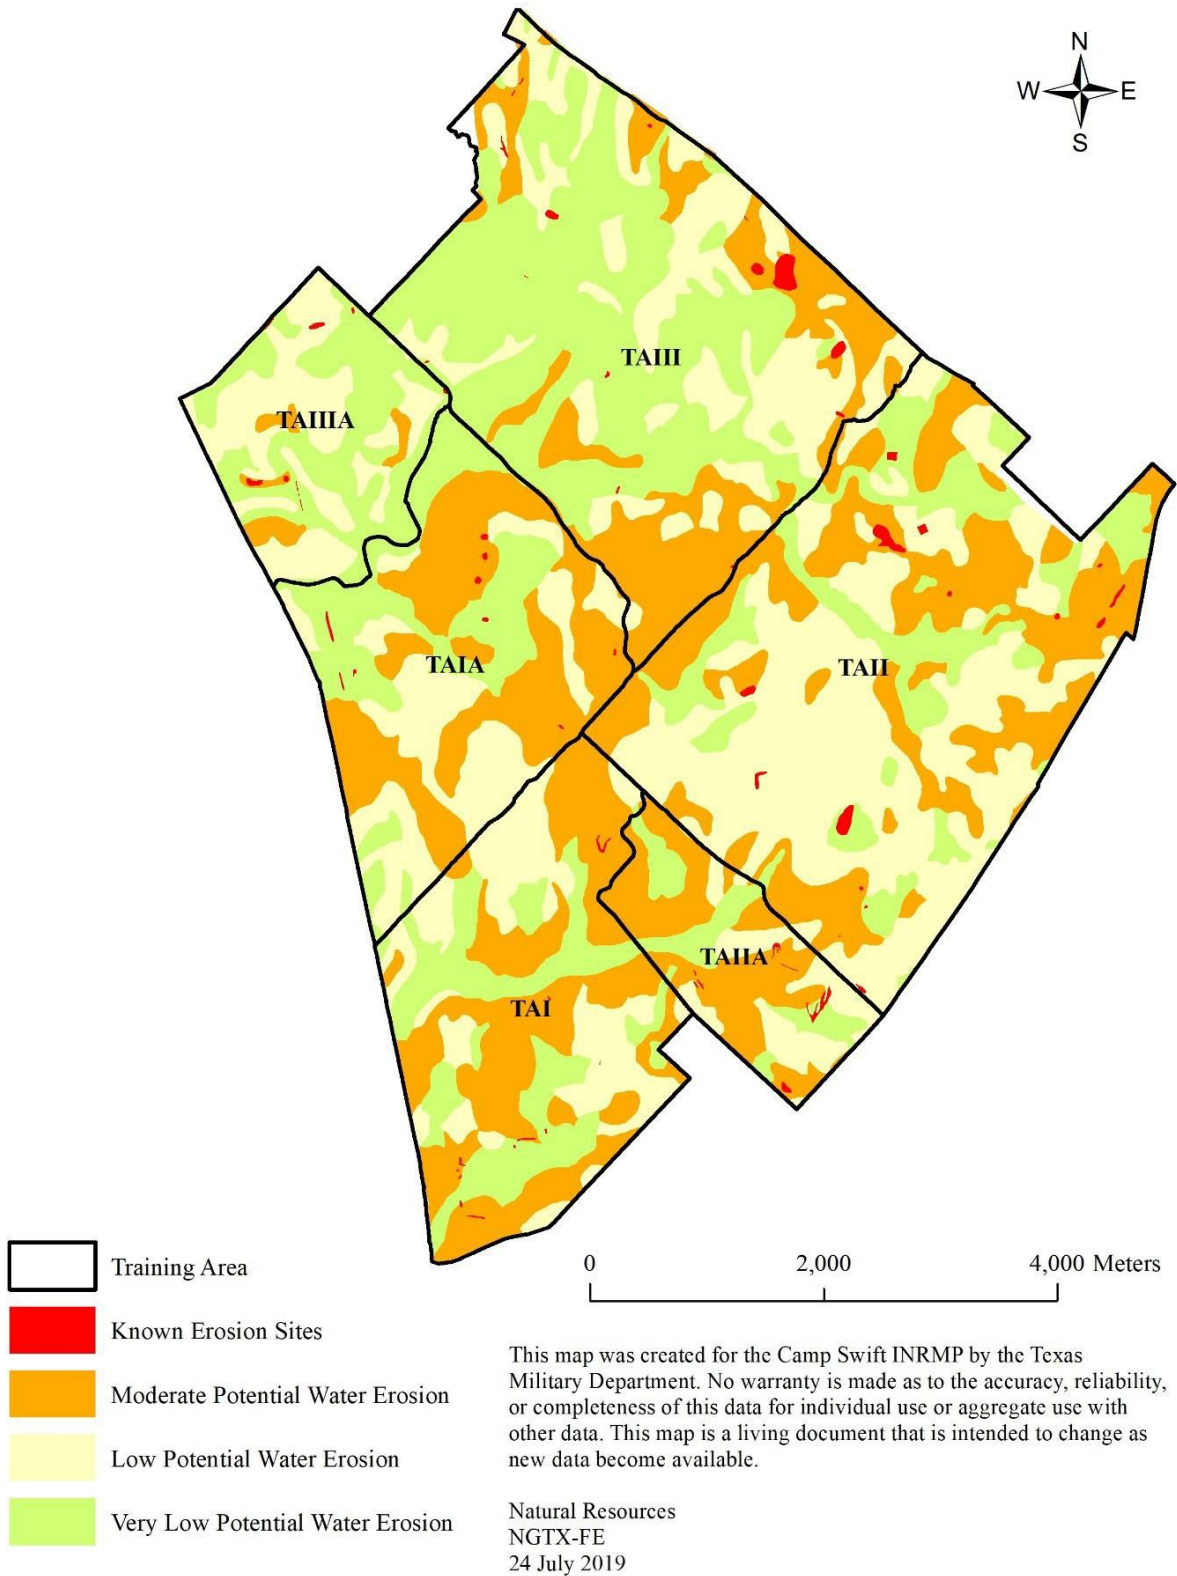 N
W E
S
TAIII
TAIIIA
TAIA
TAII
TAIIA
TAI
0 2,000 4,000 Meters
Training Area
Known Erosion Sites
Moderate Potential Water Erosion
Low Potential Water Erosion
Very Low Potential Water Erosion
This map was created for the Camp Swift INRMP by the Texas
Military Department. No warranty is made as to the accuracy, reliability,
or completeness of this data for individual use or aggregate use with
other data. This map is a living document that is intended to change as
new data become available.
Natural Resources
NGTX-FE
24 July 2019